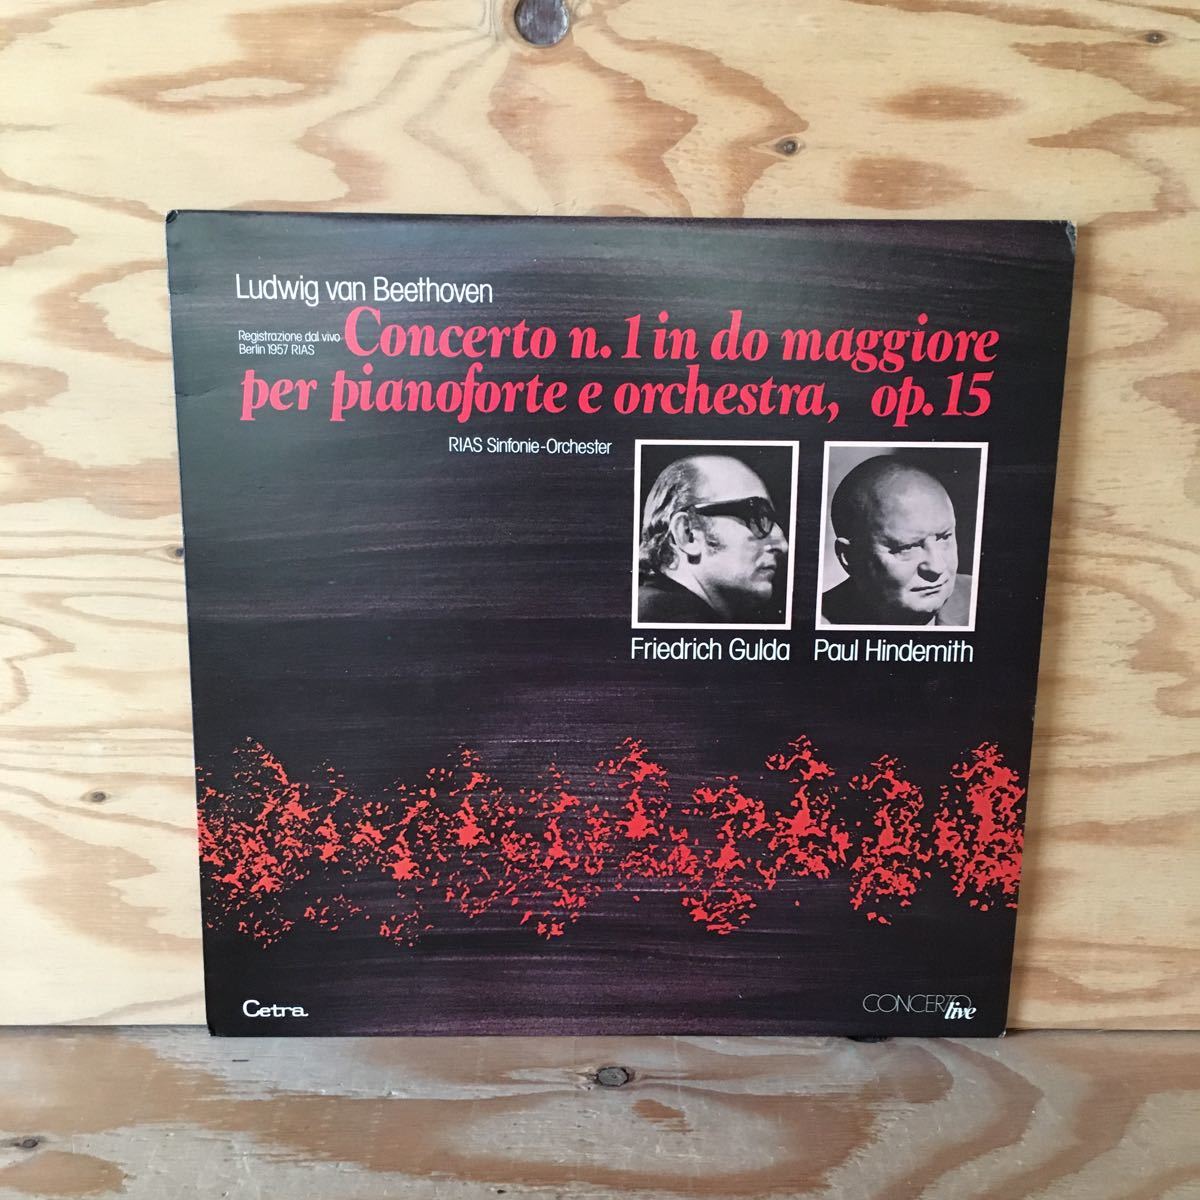 Ludwig van Beethoven
Registrazione dal vivo
Berlin 1957 RIAS
Concerto n. 1 in do maggiore
per pianoforte e orchestra, op. 15
RIAS Sinfonie-Orchester
Friedrich Gulda
Paul Hindemith
Cetra
CONCERTO
live